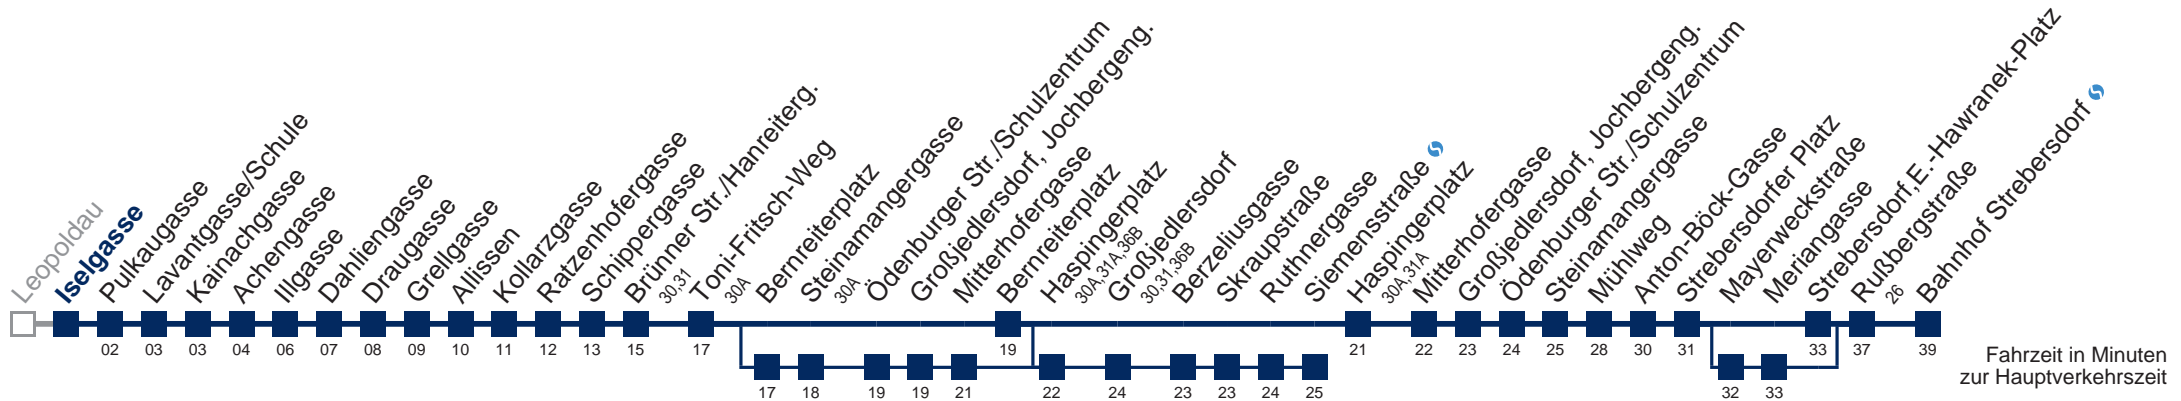 Leopoldau
Iselgasse
Pulkaugasse
Lavantgasse/Schule
Kainachgasse
Achengasse
Illgasse
Dahliengasse
Draugasse
Grellgasse
Allissen
Kollarzgasse
Ratzenhofergasse
Schippergasse
Brünner Str./Hanreiterg.
30,31
Toni-Fritsch-Weg
30A
Bernreiterplatz
Steinamangergasse
30A
Ödenburger Str./Schulzentrum
Großjedlersdorf, Jochbergeng.
Mitterhofergasse
Bernreiterplatz
Haspingerplatz
30A,31A,36B
Großjedlersdorf
30,31,36B
Berzeliusgasse
Skraupstraße
Ruthnergasse
Siemensstraße
Haspingerplatz
30A,31A
Mitterhofergasse
Großjedlersdorf, Jochbergeng.
Ödenburger Str./Schulzentrum
Steinamangergasse
Mühlweg
Anton-Böck-Gasse
Strebersdorfer Platz
Mayerweckstraße
Meriangasse
Strebersdorf,E.-Hawranek-Platz
Rußbergstraße
26
Bahnhof Strebersdorf
02 03 03 04 06 07 08 09 10 11 12 13 15 17 19 21 22 23 24 25 28 30 31 33 37 39
17 18 19 19 21 22 24 23 23 24 25 32 33
Fahrzeit in Minuten
zur Hauptverkehrszeit